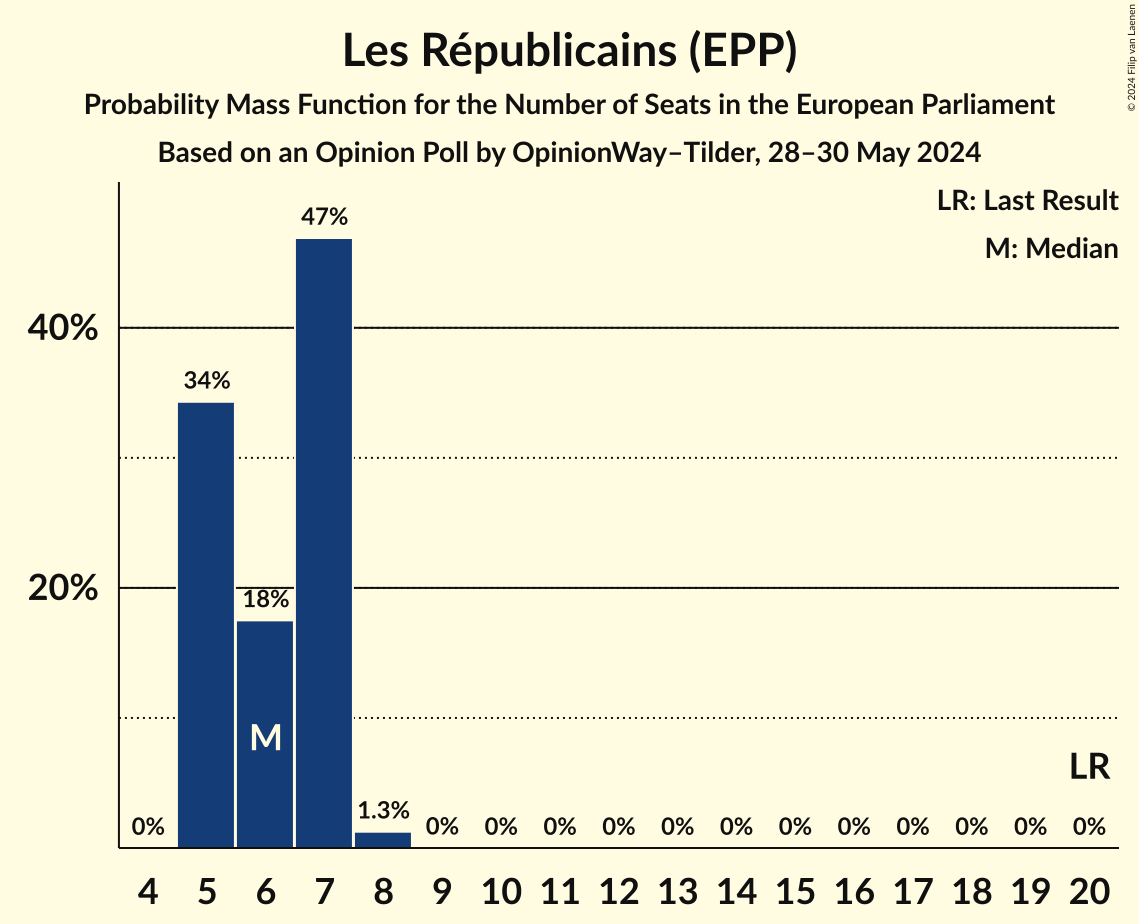 Les Républicains (EPP)
Probability Mass Function for the Number of Seats in the European Parliament
Based on an Opinion Poll by OpinionWay–Tilder, 28–30 May 2024
© 2024 Filip van Laenen
LR: Last Result
M: Median
47%
40%
34%
20%
18%
M
LR
1.3%
0% 0% 0% 0% 0% 0% 0% 0% 0% 0% 0% 0% 0%
4 5 6 7 8 9 10 11 12 13 14 15 16 17 18 19 20